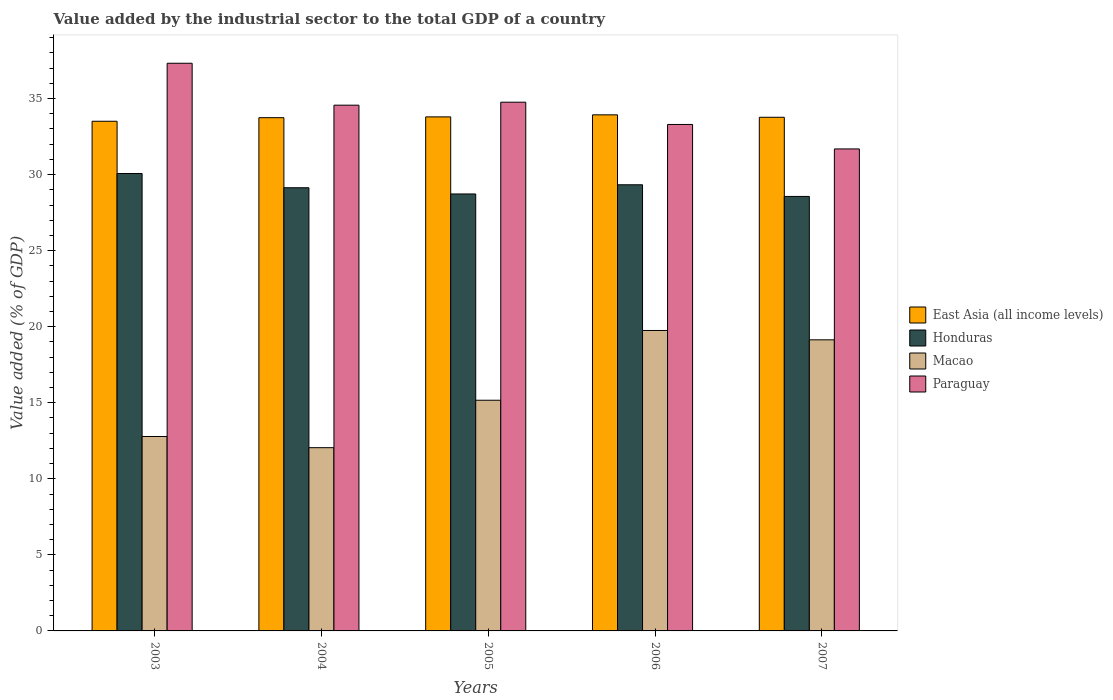 Value added by the industrial sector to the total GDP of a country
Value added (% of GDP)
35
30
25
20
15
10
5
0
2003
2004
2005
2006
2007
Years
East Asia (all income levels)
Honduras
Macao
Paraguay